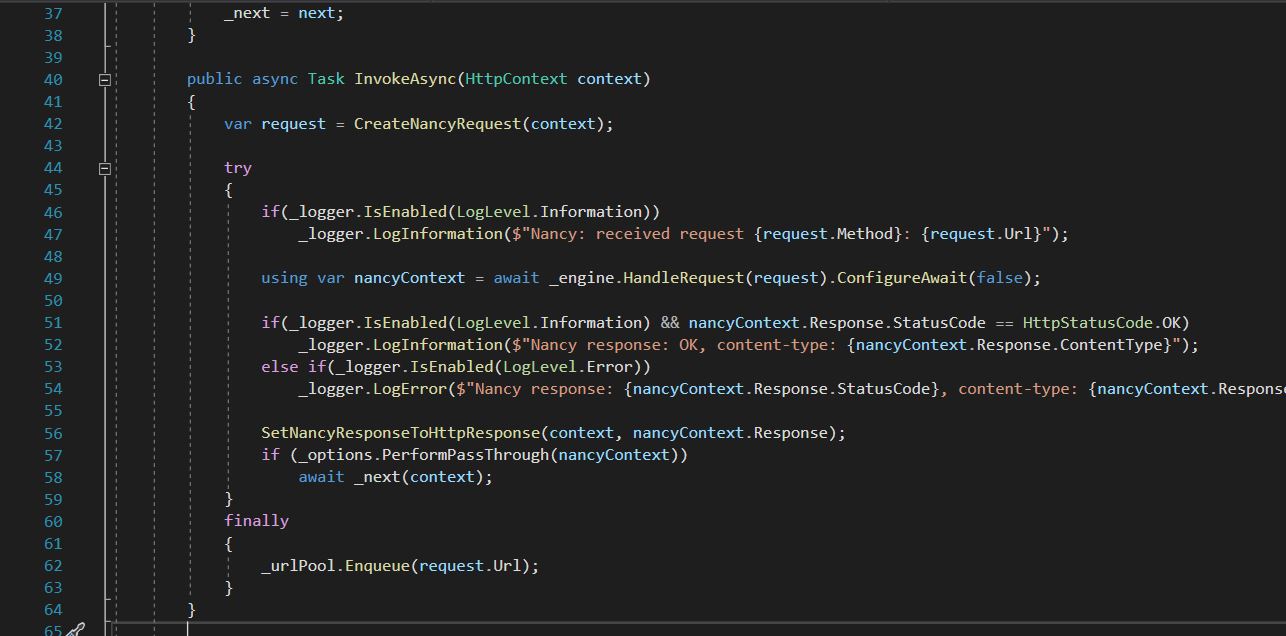 37 _next = next;
38 }
39
40 public async Task InvokeAsync(HttpContext context)
41 {
42 var request = CreateNancyRequest(context);
43
44 try
45 {
46 if(_logger.IsEnabled(LogLevel.Information))
47 _logger.LogInformation($"Nancy: received request {request.Method}: {request.Url}");
48
49 using var nancyContext = await _engine.HandleRequest(request).ConfigureAwait(false);
50
51 if(_logger.IsEnabled(LogLevel.Information) && nancyContext.Response.StatusCode == HttpStatusCode.OK)
52 _logger.LogInformation($"Nancy response: OK, content-type: {nancyContext.Response.ContentType}");
53 else if(_logger.IsEnabled(LogLevel.Error))
54 _logger.LogError($"Nancy response: {nancyContext.Response.StatusCode}, content-type: {nancyContext.Respons
55
56 SetNancyResponseToHttpResponse(context, nancyContext.Response);
57 if (_options.PerformPassThrough(nancyContext))
58 await _next(context);
59 }
60 finally
61 {
62 _urlPool.Enqueue(request.Url);
63 }
64 }
65